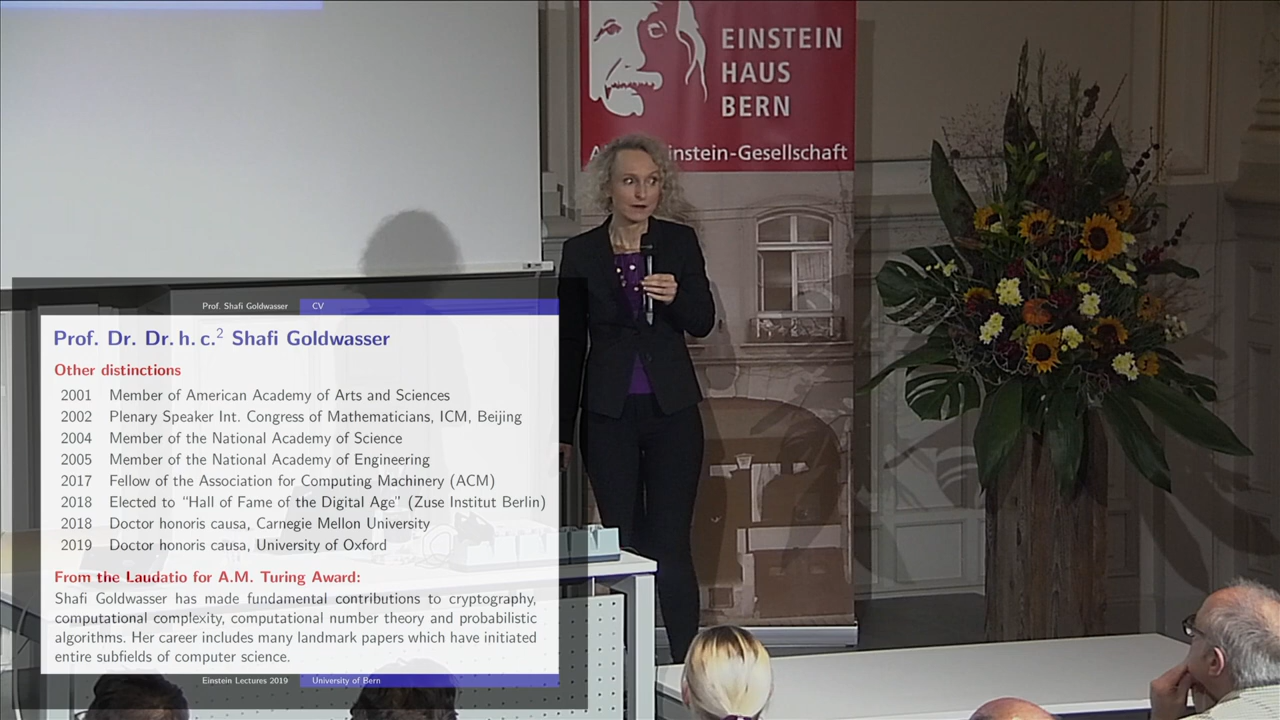 EINSTEIN
HAUS
BERN
instein-Gesellschaft
Prof. Shafi Goldwasser CV
Prof. Dr. Dr. h. c.² Shafi Goldwasser
Other distinctions
2001 Member of American Academy of Arts and Sciences
2002 Plenary Speaker Int. Congress of Mathematicians, ICM, Beijing
2004 Member of the National Academy of Science
2005 Member of the National Academy of Engineering
2017 Fellow of the Association for Computing Machinery (ACM)
2018 Elected to “Hall of Fame of the Digital Age” (Zuse Institut Berlin)
2018 Doctor honoris causa, Carnegie Mellon University
2019 Doctor honoris causa, University of Oxford
From the Laudatio for A.M. Turing Award:
Shafi Goldwasser has made fundamental contributions to cryptography,
computational complexity, computational number theory and probabilistic
algorithms. Her career includes many landmark papers which have initiated
entire subfields of computer science.
Einstein Lectures 2019 University of Bern